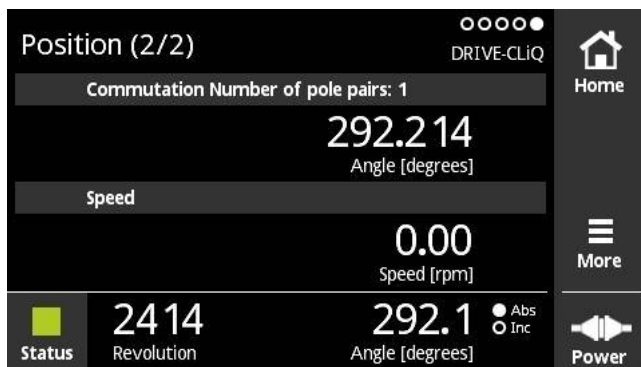 Position (2/2)
DRIVE-CLiQ
Home
Commutation Number of pole pairs: 1
292.214
Angle [degrees]
Speed
0.00
Speed [rpm]
More
2414
292.1
Abs
Inc
Status
Revolution
Angle [degrees]
Power